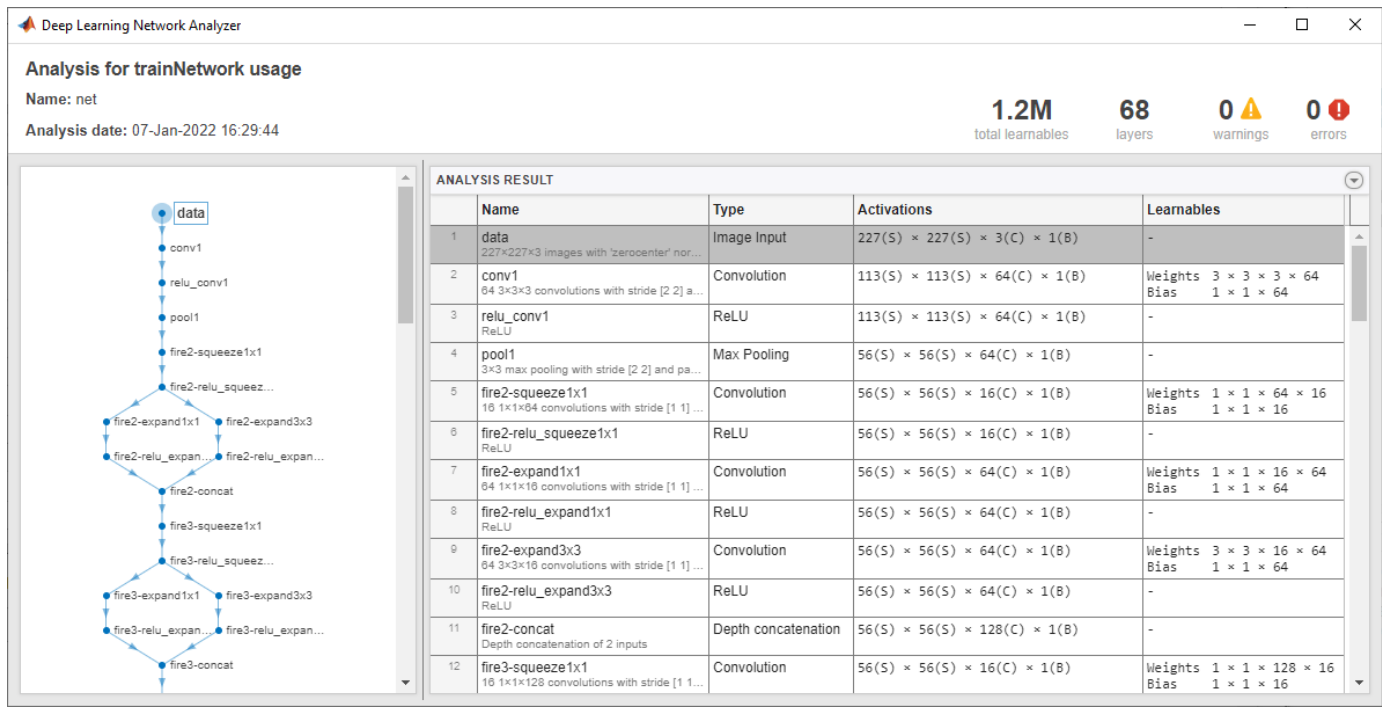 Deep Learning Network Analyzer
Analysis for trainNetwork usage
Name: net
Analysis date: 07-Jan-2022 16:29:44
1.2M
total learnables
68
layers
0
warnings
0
errors
data
conv1
relu_conv1
pool1
fire2-squeeze1x1
fire2-relu_squeez...
fire2-expand1x1 fire2-expand3x3
fire2-relu_expan... fire2-relu_expan...
fire2-concat
fire3-squeeze1x1
fire3-relu_squeez...
fire3-expand1x1 fire3-expand3x3
fire3-relu_expan... fire3-relu_expan...
fire3-concat
ANALYSIS RESULT
Name Type Activations Learnables
1 data Image Input 227(S) × 227(S) × 3(C) × 1(B) -
227×227×3 images with 'zerocenter' nor...
2 conv1 Convolution 113(S) × 113(S) × 64(C) × 1(B) Weights 3 × 3 × 3 × 64
64 3×3×3 convolutions with stride [2 2] a... Bias 1 × 1 × 64
3 relu_conv1 ReLU 113(S) × 113(S) × 64(C) × 1(B) -
ReLU
4 pool1 Max Pooling 56(S) × 56(S) × 64(C) × 1(B) -
3×3 max pooling with stride [2 2] and pa...
5 fire2-squeeze1x1 Convolution 56(S) × 56(S) × 16(C) × 1(B) Weights 1 × 1 × 64 × 16
16 1×1×64 convolutions with stride [1 1] ... Bias 1 × 1 × 16
6 fire2-relu_squeeze1x1 ReLU 56(S) × 56(S) × 16(C) × 1(B) -
ReLU
7 fire2-expand1x1 Convolution 56(S) × 56(S) × 64(C) × 1(B) Weights 1 × 1 × 16 × 64
64 1×1×16 convolutions with stride [1 1] ... Bias 1 × 1 × 64
8 fire2-relu_expand1x1 ReLU 56(S) × 56(S) × 64(C) × 1(B) -
ReLU
9 fire2-expand3x3 Convolution 56(S) × 56(S) × 64(C) × 1(B) Weights 3 × 3 × 16 × 64
64 3×3×16 convolutions with stride [1 1] ... Bias 1 × 1 × 64
10 fire2-relu_expand3x3 ReLU 56(S) × 56(S) × 64(C) × 1(B) -
ReLU
11 fire2-concat Depth concatenation 56(S) × 56(S) × 128(C) × 1(B) -
Depth concatenation of 2 inputs
12 fire3-squeeze1x1 Convolution 56(S) × 56(S) × 16(C) × 1(B) Weights 1 × 1 × 128 × 16
16 1×1×128 convolutions with stride [1 1... Bias 1 × 1 × 16